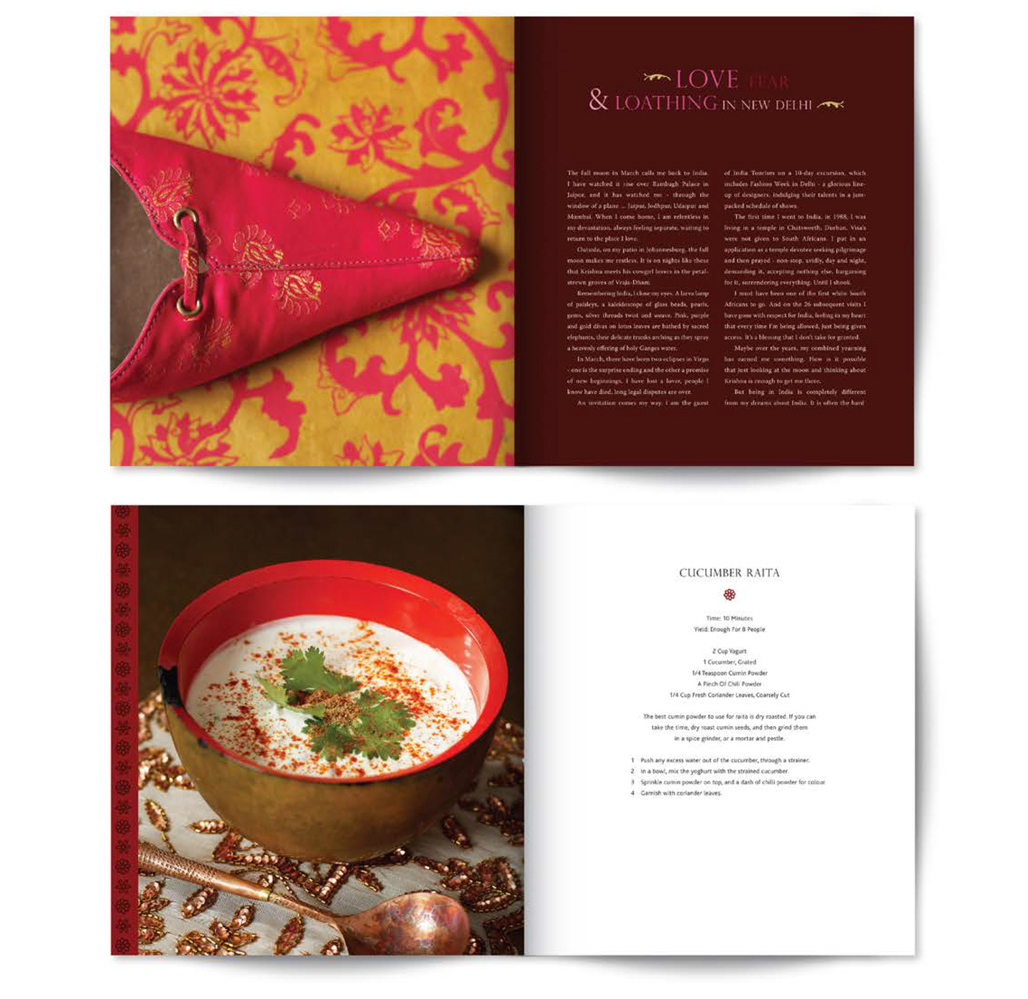 LOVE FEAR
& LOATHING IN NEW DELHI
The full moon in March calls me back to India.
I have watched it rise over Rambagh Palace in
Jaipur, and it has watched me - through the
window of a plane ... Jaipur, Jodhpur, Udaipur and
Mumbai. When I come home, I am relentless in
my devastation, always feeling separate, waiting to
return to the place I love.
Outside, on my patio in Johannesburg, the full
moon makes me restless. It is on nights like these
that Krishna meets his cowgirl lovers in the petal-
strewn groves of Vraja-Dham.
Remembering India, I close my eyes. A lava lamp
of paisleys, a kaleidoscope of glass beads, pearls,
gems, silver threads twist and weave. Pink, purple
and gold divas on lotus leaves are bathed by sacred
elephants, their delicate trunks arching as they spray
a heavenly offering of holy Ganges water.
In March, there have been two eclipses in Virgo
- one is the surprise ending and the other a promise
of new beginnings. I have lost a lover, people I
know have died, long legal disputes are over.
An invitation comes my way. I am the guest
of India Tourism on a 10-day excursion, which
includes Fashion Week in Delhi - a glorious line-
up of designers, indulging their talents in a jam-
packed schedule of shows.
The first time I went to India, in 1988, I was
living in a temple in Chatsworth, Durban. Visa's
were not given to South Africans. I put in an
application as a temple devotee seeking pilgrimage
and then prayed - non-stop, avidly, day and night,
demanding it, accepting nothing else, bargaining
for it, surrendering everything. Until I shook.
I must have been one of the first white South
Africans to go. And on the 26 subsequent visits I
have gone with respect for India, feeling in my heart
that every time I'm being allowed, just being given
access. It's a blessing that I don't take for granted.
Maybe over the years, my combined yearning
has earned me something. How is it possible
that just looking at the moon and thinking about
Krishna is enough to get me there.
But being in India is completely different
from my dreams about India. It is often the hard
CUCUMBER RAITA
Time: 10 Minutes
Yield: Enough For 8 People
2 Cup Yogurt
1 Cucumber, Grated
1/4 Teaspoon Cumin Powder
A Pinch Of Chili Powder
1/4 Cup Fresh Coriander Leaves, Coarsely Cut
The best cumin powder to use for raita is dry roasted. If you can
take the time, dry roast cumin seeds, and then grind them
in a spice grinder, or a mortar and pestle.
1 Push any excess water out of the cucumber, through a strainer.
2 In a bowl, mix the yoghurt with the strained cucumber.
3 Sprinkle cumin powder on top, and a dash of chilli powder for colour.
4 Garnish with coriander leaves.